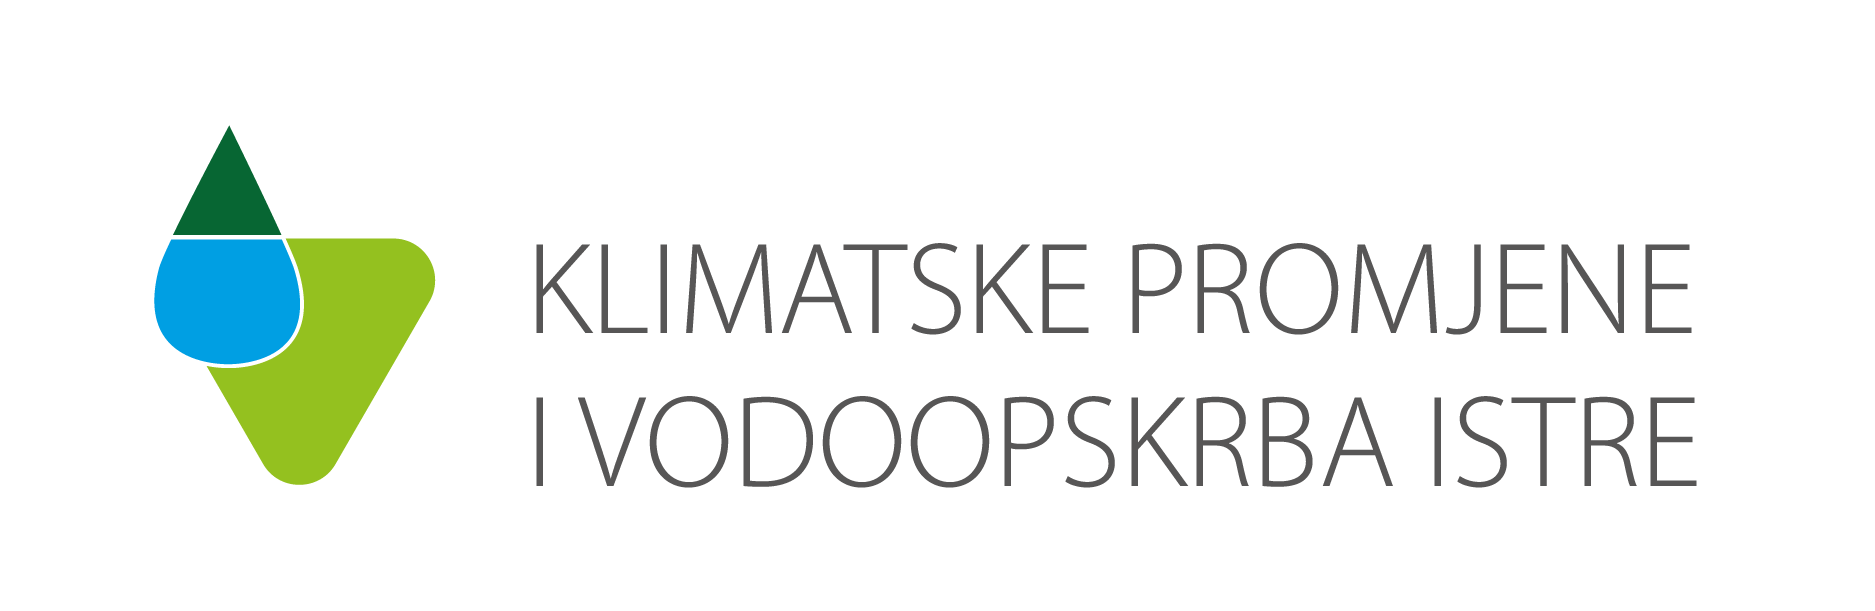 KLIMATSKE PROMJENE
I VODOOPSKRBA ISTRE